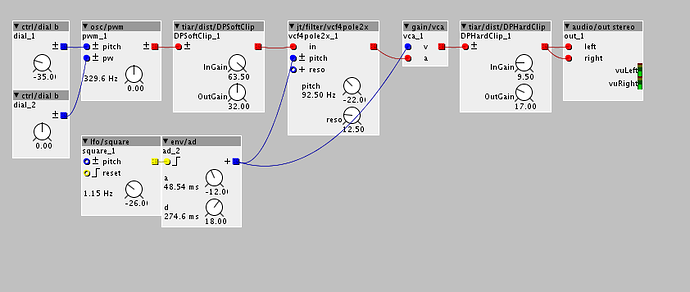 ctrl/dial b
dial_1
-35.0
osc/pwm
pwm_1
pitch
pw
329.6 Hz
0.00
tiar/dist/DPSoftClip
DPSoftClip_1
InGain
63.50
OutGain
32.00
jt/filter/vcf4pole2x
vcf4pole2x_1
in
pitch
reso
pitch
92.50 HZ
-22.0
reso
12.50
gain/vca
vca_1
v
a
tiar/dist/DPHardClip
DPHardClip_1
InGain
9.50
OutGain
17.00
audio/out stereo
out_1
left
right
vuLeft
vuRight
ctrl/dial b
dial_2
0.00
lfo/square
square_1
pitch
reset
1.15 Hz
-26.0
env/ad
ad_2
a
48.54 ms
-12.0
d
274.6 ms
18.00